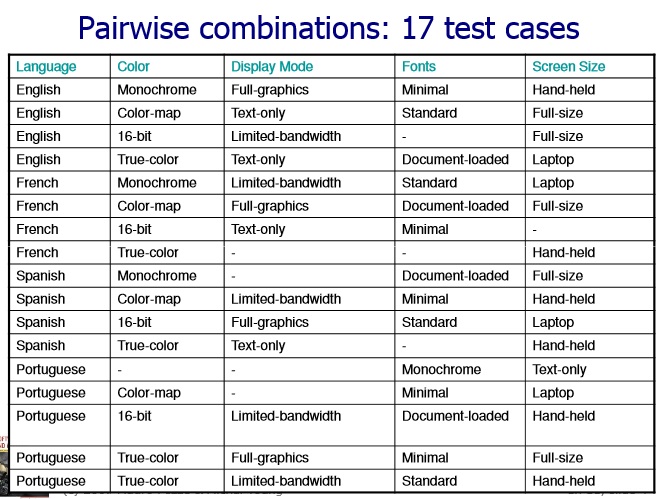 Pairwise combinations: 17 test cases
Language Color Display Mode Fonts Screen Size
English Monochrome Full-graphics Minimal Hand-held
English Color-map Text-only Standard Full-size
English 16-bit Limited-bandwidth - Full-size
English True-color Text-only Document-loaded Laptop
French Monochrome Limited-bandwidth Standard Laptop
French Color-map Full-graphics Document-loaded Full-size
French 16-bit Text-only Minimal -
French True-color - - Hand-held
Spanish Monochrome - Document-loaded Full-size
Spanish Color-map Limited-bandwidth Minimal Hand-held
Spanish 16-bit Full-graphics Standard Laptop
Spanish True-color Text-only - Hand-held
Portuguese - - Monochrome Text-only
Portuguese Color-map - Minimal Laptop
Portuguese 16-bit Limited-bandwidth Document-loaded Hand-held
Portuguese True-color Full-graphics Minimal Full-size
Portuguese True-color Limited-bandwidth Standard Hand-held